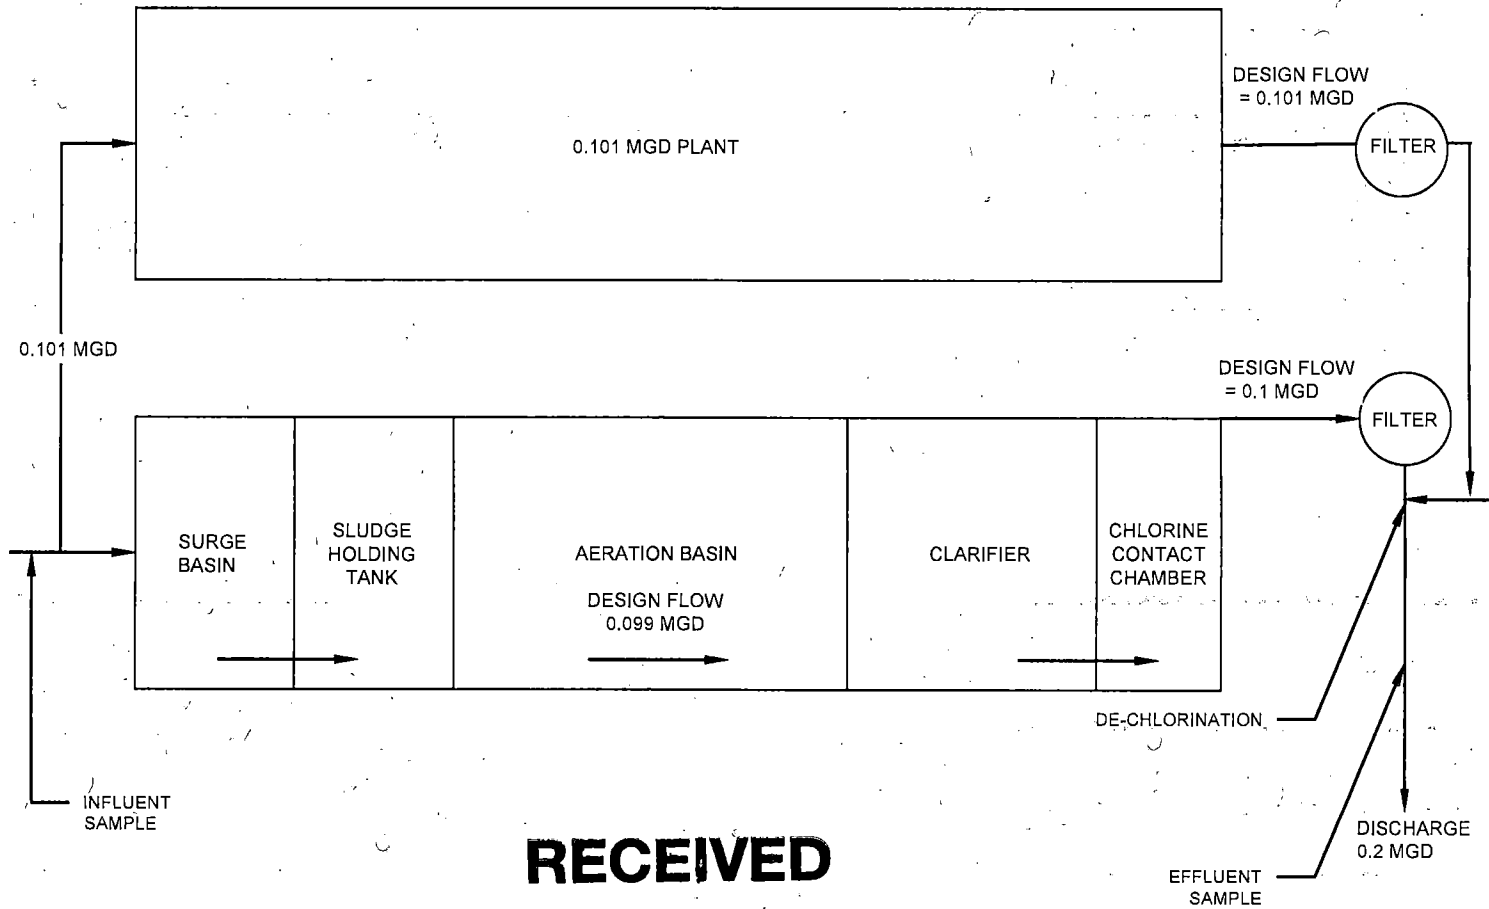 DESIGN FLOW
= 0.101 MGD
0.101 MGD PLANT
FILTER
0.101 MGD
DESIGN FLOW
= 0.1 MGD
FILTER
SURGE
BASIN
SLUDGE
HOLDING
TANK
AERATION BASIN
DESIGN FLOW
0.099 MGD
CLARIFIER
CHLORINE
CONTACT
CHAMBER
DE-CHLORINATION
INFLUENT
SAMPLE
DISCHARGE
0.2 MGD
RECEIVED
EFFLUENT
SAMPLE